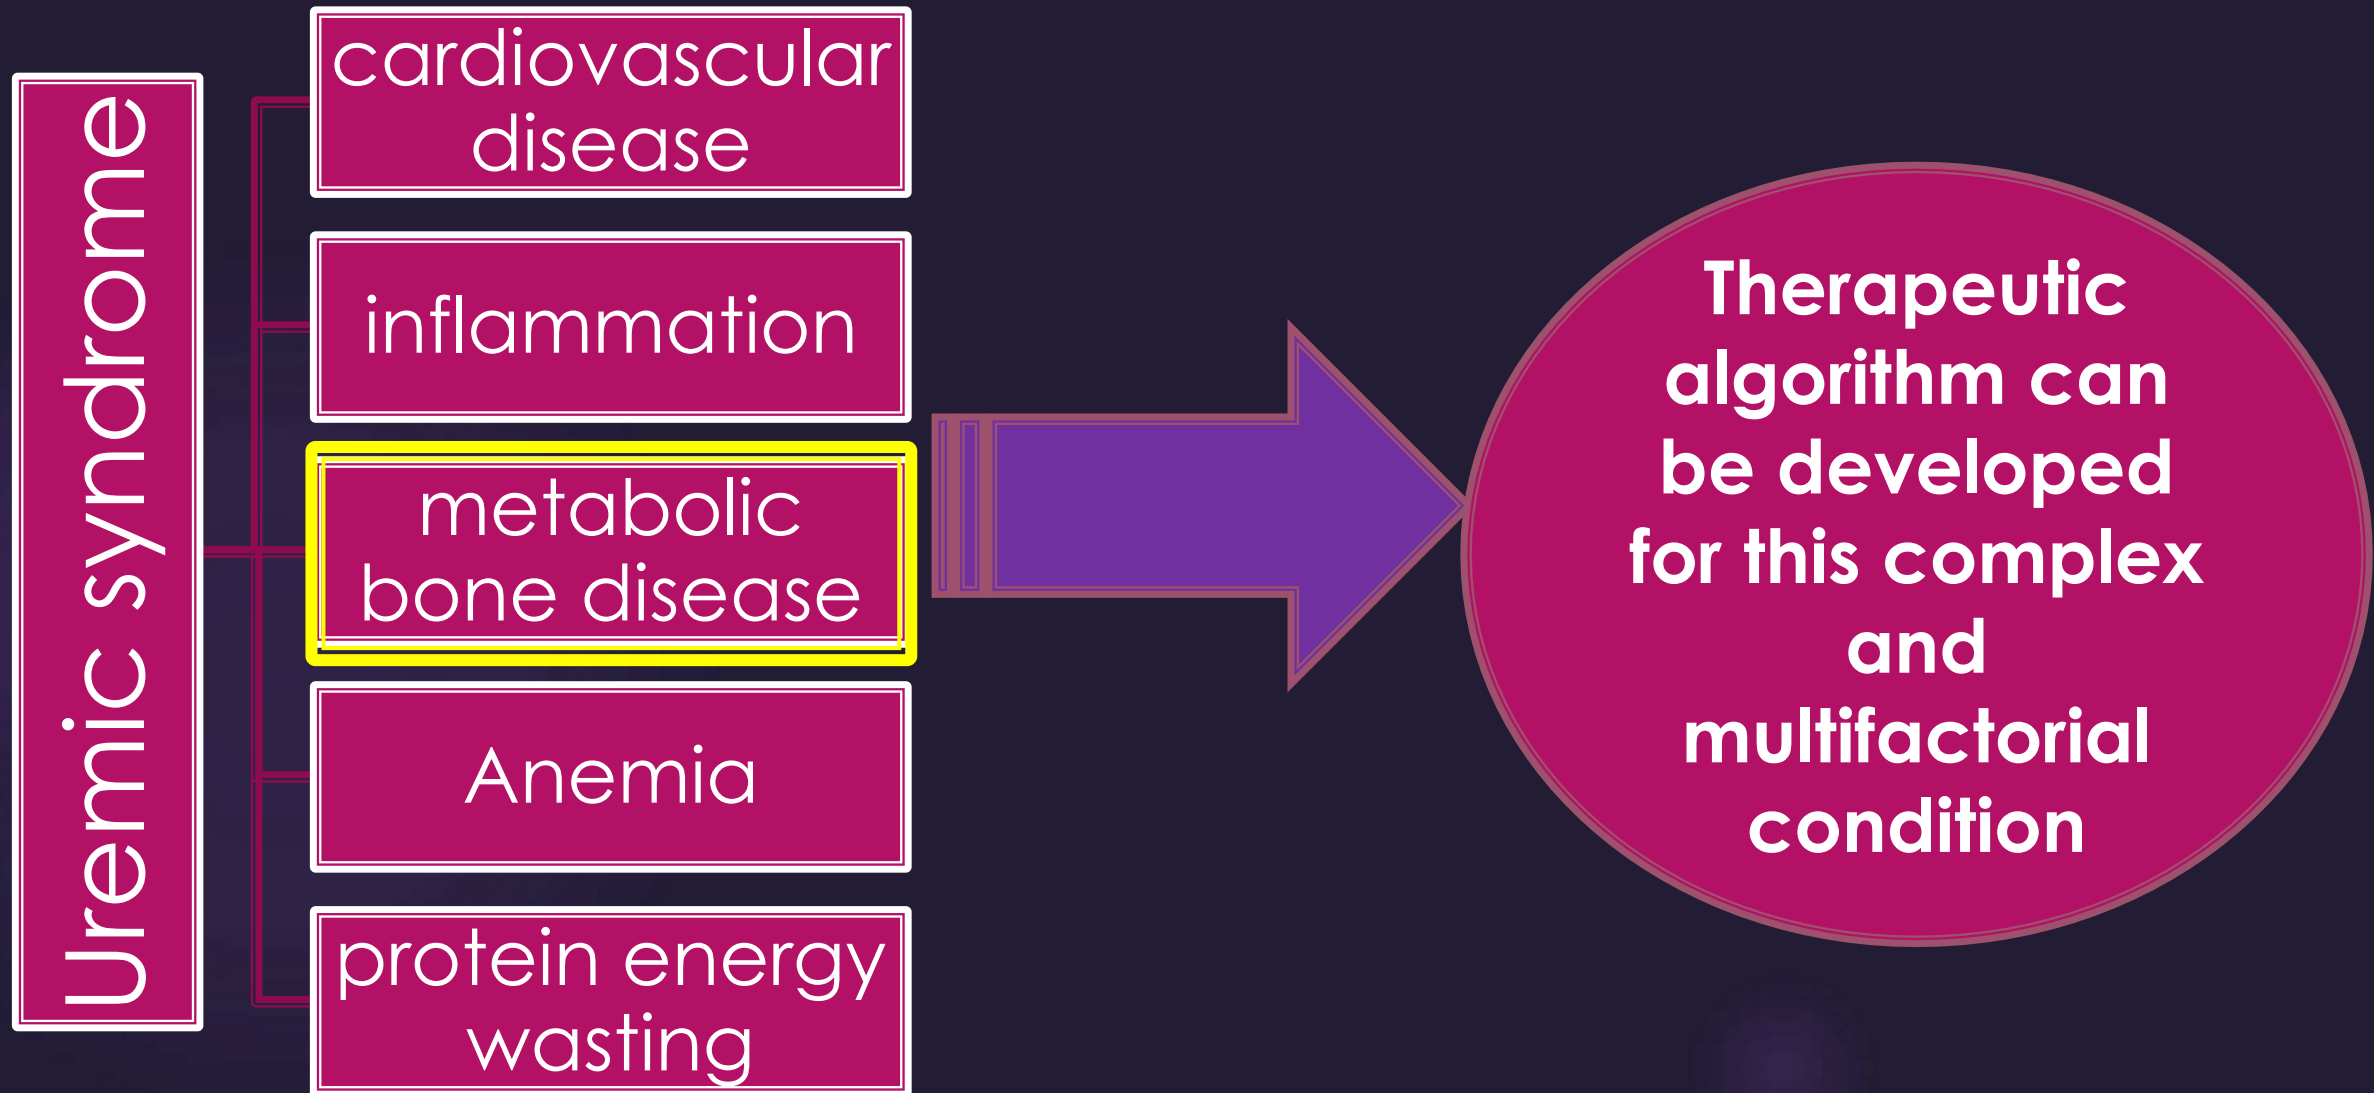 Uremic syndrome
cardiovascular
disease
inflammation
metabolic
bone disease
Anemia
protein energy
wasting
Therapeutic
algorithm can
be developed
for this complex
and
multifactorial
condition